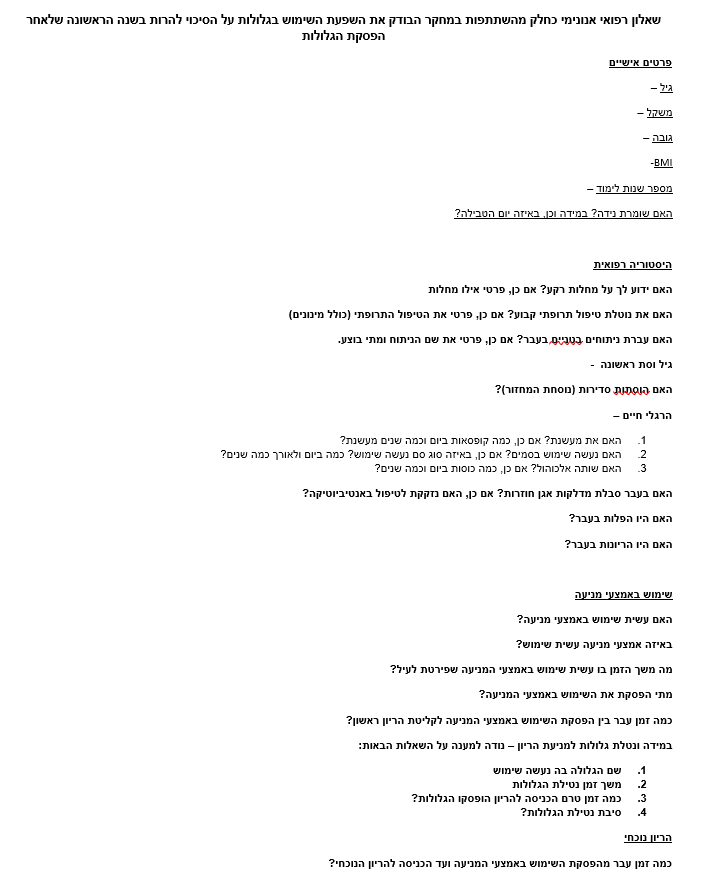 שאלון רפואי אנונימי כחלק מהשתתפות במחקר הבודק את השפעת השימוש בגלולות על הסיכוי להרות בשנה הראשונה שלאחר
הפסקת הגלולות
פרטים אישיים
גיל –
משקל –
גובה –
BMI-
מספר שנות לימוד –
האם שומרת נידה? במידה וכן, באיזה יום הטבילה?
היסטוריה רפואית
האם ידוע לך על מחלות רקע? אם כן, פרטי אילו מחלות
האם את נוטלת טיפול תרופתי קבוע? אם כן, פרטי את הטיפול התרופתי (כולל מינונים)
האם עברת ניתוחים בטניים בעבר? אם כן, פרטי את שם הניתוח ומתי בוצע.
גיל וסת ראשונה -
האם הוסתות סדירות (נוסחת המחזור)?
הרגלי חיים –
1. האם את מעשנת? אם כן, כמה קופסאות ביום וכמה שנים מעשנת?
2. האם נעשה שימוש בסמים? אם כן, באיזה סוג סם נעשה שימוש? כמה ביום ולאורך כמה שנים?
3. האם שותה אלכוהול? אם כן, כמה כוסות ביום וכמה שנים?
האם בעבר סבלת מדלקות אגן חוזרות? אם כן, האם נזקקת לטיפול באנטיביוטיקה?
האם היו הפלות בעבר?
האם היו הריונות בעבר?
שימוש באמצעי מניעה
האם עשית שימוש באמצעי מניעה?
באיזה אמצעי מניעה עשית שימוש?
מה משך הזמן בו עשית שימוש באמצעי המניעה שפירטת לעיל?
מתי הפסקת את השימוש באמצעי המניעה?
כמה זמן עבר בין הפסקת השימוש באמצעי המניעה לקליטת הריון ראשון?
במידה ונטלת גלולות למניעת הריון – נודה למענה על השאלות הבאות:
1. שם הגלולה בה נעשה שימוש
2. משך זמן נטילת הגלולות
3. כמה זמן טרם הכניסה להריון הופסקו הגלולות?
4. סיבת נטילת הגלולות?
הריון נוכחי
כמה זמן עבר מהפסקת השימוש באמצעי המניעה ועד הכניסה להריון הנוכחי?